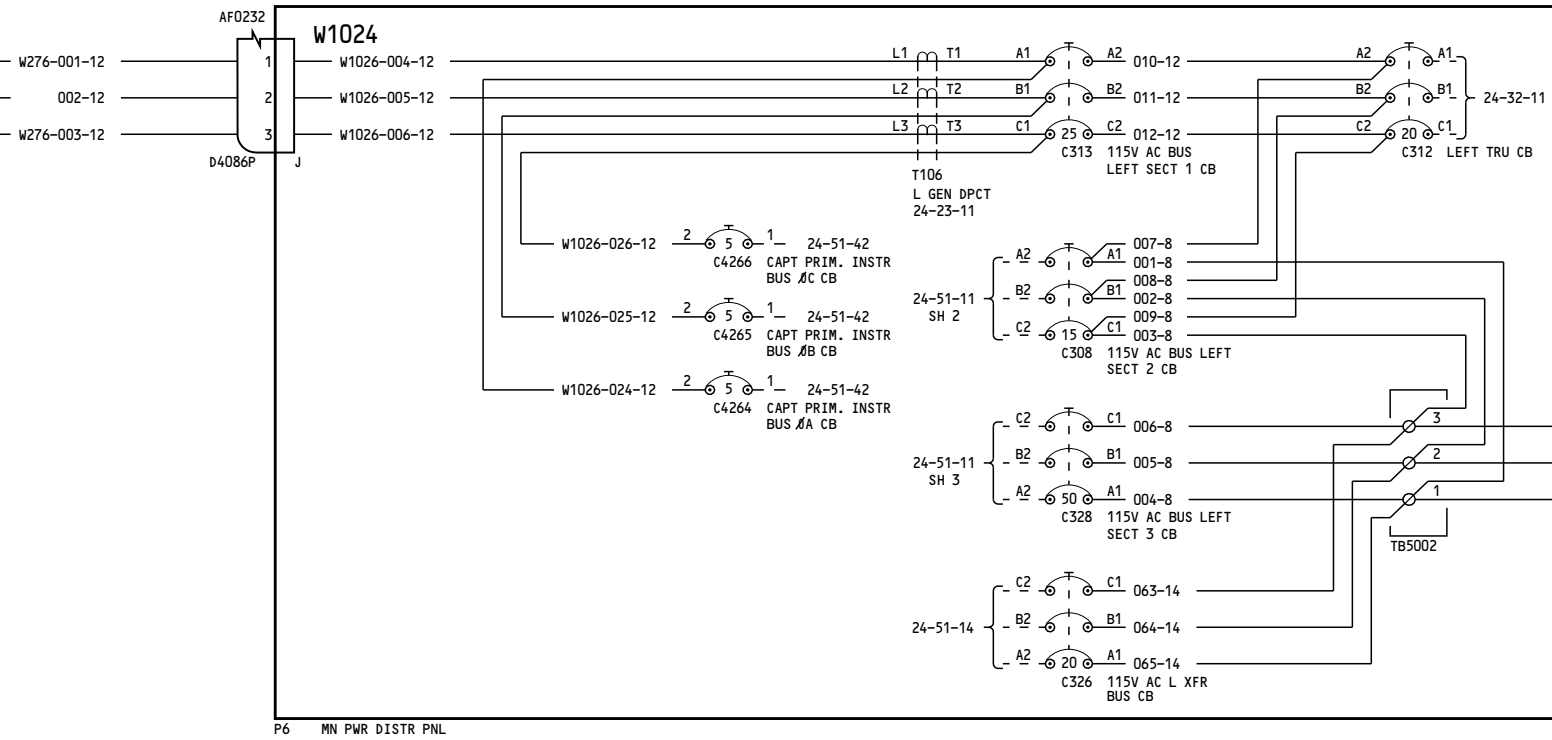 AF0232
W1024
W276-001-12 1 W1026-004-12 L1 T1 A1 A2 010-12 A2 A1
002-12 2 W1026-005-12 L2 T2 B1 B2 011-12 B2 B1 24-32-11
W276-003-12 3 W1026-006-12 L3 T3 C1 25 C2 012-12 C2 20 C1
D4086P J
C313 115V AC BUS
LEFT SECT 1 CB
C312 LEFT TRU CB
T106
L GEN DPCT
24-23-11
W1026-026-12 2 5 1 24-51-42
C4266 CAPT PRIM. INSTR
BUS ØC CB
W1026-025-12 2 5 1 24-51-42
C4265 CAPT PRIM. INSTR
BUS ØB CB
W1026-024-12 2 5 1 24-51-42
C4264 CAPT PRIM. INSTR
BUS ØA CB
007-8
A2 A1 001-8
008-8
24-51-11 B2 B1 002-8
SH 2
009-8
C2 15 C1 003-8
C308 115V AC BUS LEFT
SECT 2 CB
C2 C1 006-8 3
24-51-11 B2 B1 005-8 2
SH 3
A2 50 A1 004-8 1
C328 115V AC BUS LEFT
SECT 3 CB
TB5002
C2 C1 063-14
24-51-14 B2 B1 064-14
A2 20 A1 065-14
C326 115V AC L XFR
BUS CB
P6 MN PWR DISTR PNL